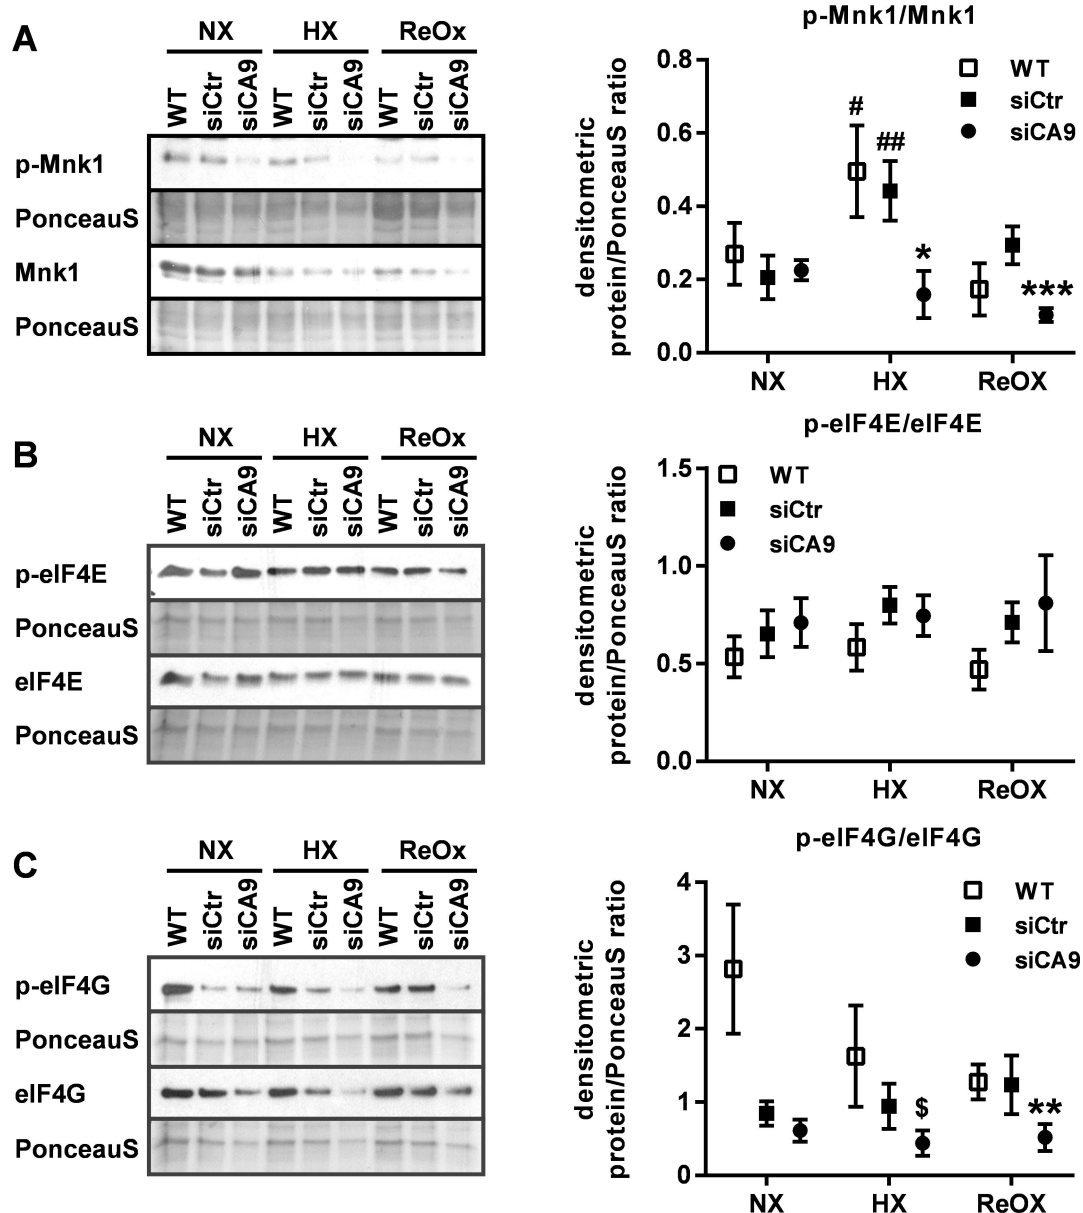 A
NX HX ReOx
WT siCtr siCA9 WT siCtr siCA9 WT siCtr siCA9
p-Mnk1
PonceauS
Mnk1
PonceauS
p-Mnk1/Mnk1
densitometric
protein/PonceauS ratio
0.8
0.6
0.4
0.2
0.0
WT
siCtr
siCA9
# ## * ***
NX HX ReOX
B
NX HX ReOx
WT siCtr siCA9 WT siCtr siCA9 WT siCtr siCA9
p-eIF4E
PonceauS
eIF4E
PonceauS
p-eIF4E/eIF4E
densitometric
protein/PonceauS ratio
1.5
1.0
0.5
0.0
WT
siCtr
siCA9
NX HX ReOX
C
NX HX ReOx
WT siCtr siCA9 WT siCtr siCA9 WT siCtr siCA9
p-eIF4G
PonceauS
eIF4G
PonceauS
p-eIF4G/eIF4G
densitometric
protein/PonceauS ratio
4
3
2
1
0
WT
siCtr
siCA9
$ **
NX HX ReOX